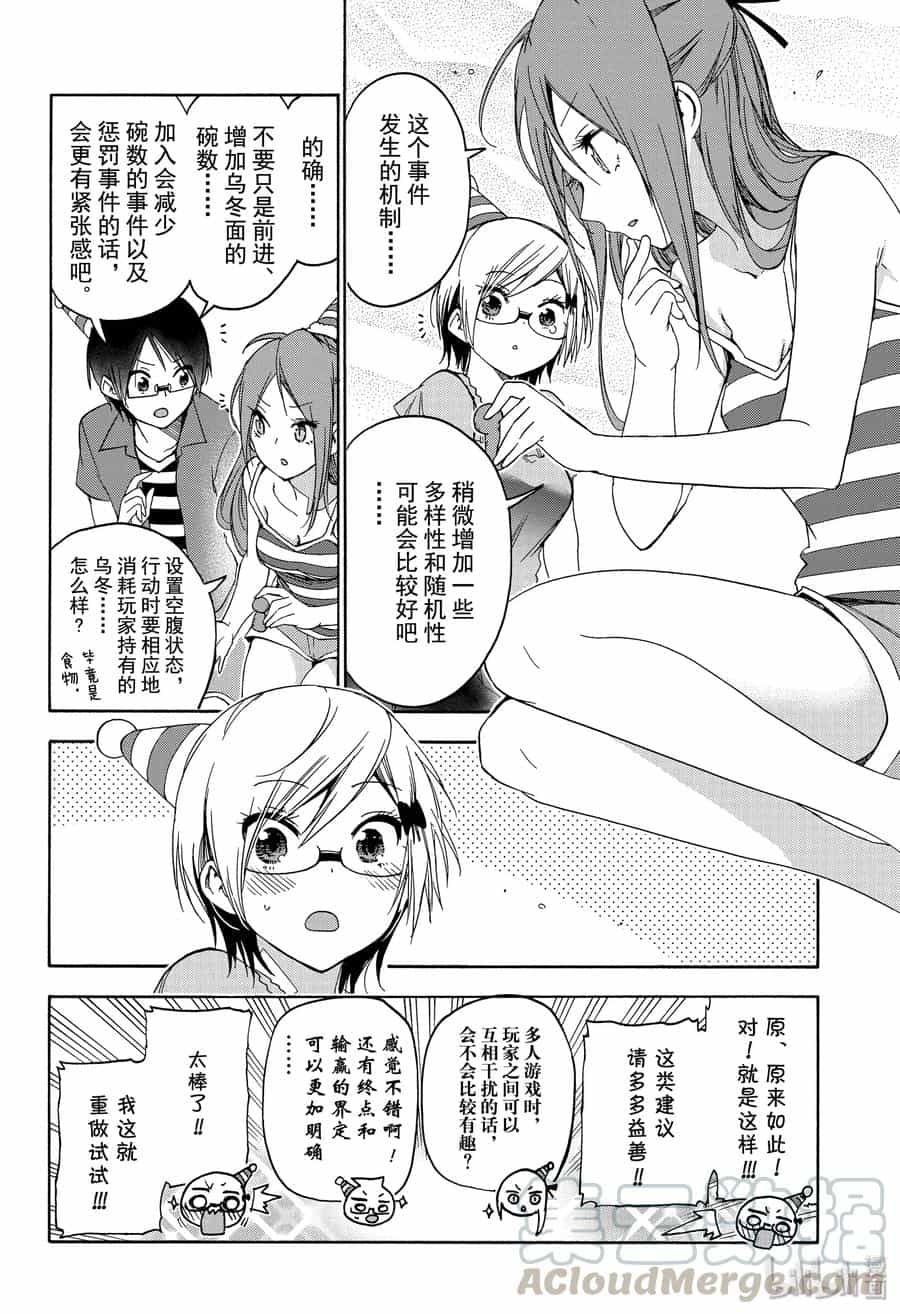 这个事件
发生的机制
……
稍微增加一些
多样性和随机性
可能会比较好吧
……
的确……
不要只是前进、
增加乌冬面的
碗数……
加入会减少
碗数的事件以及
惩罚事件的话，
会更有紧张感吧。
设置空腹状态，
行动时要相应地
消耗玩家持有的
乌冬……
怎么样？
毕竟是
食物.
原、原来如此！
对！就是这样!!!
这类建议
请多多益善!!
多人游戏时，
玩家之间可以
互相干扰的话，
会不会比较有趣？
感觉不错啊！
还有终点和
输赢的界定
可以更加明确
……
太棒了!!
我这就
重做试试!!!
集云数据
ACloudMerge.com